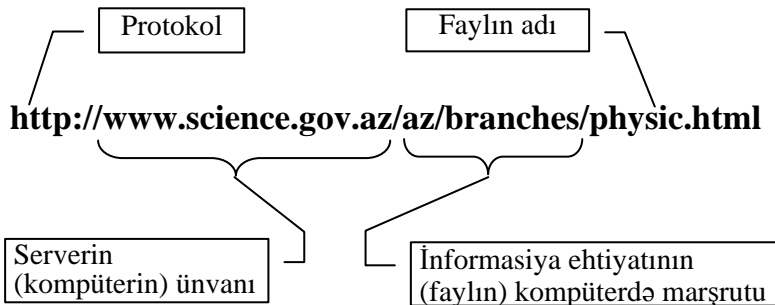 Protokol
Faylın adı
http://www.science.gov.az/az/branches/physic.html
Serverin
(kompüterin) ünvanı
İnformasiya ehtiyatının
(faylın) kompüterdə marşrutu